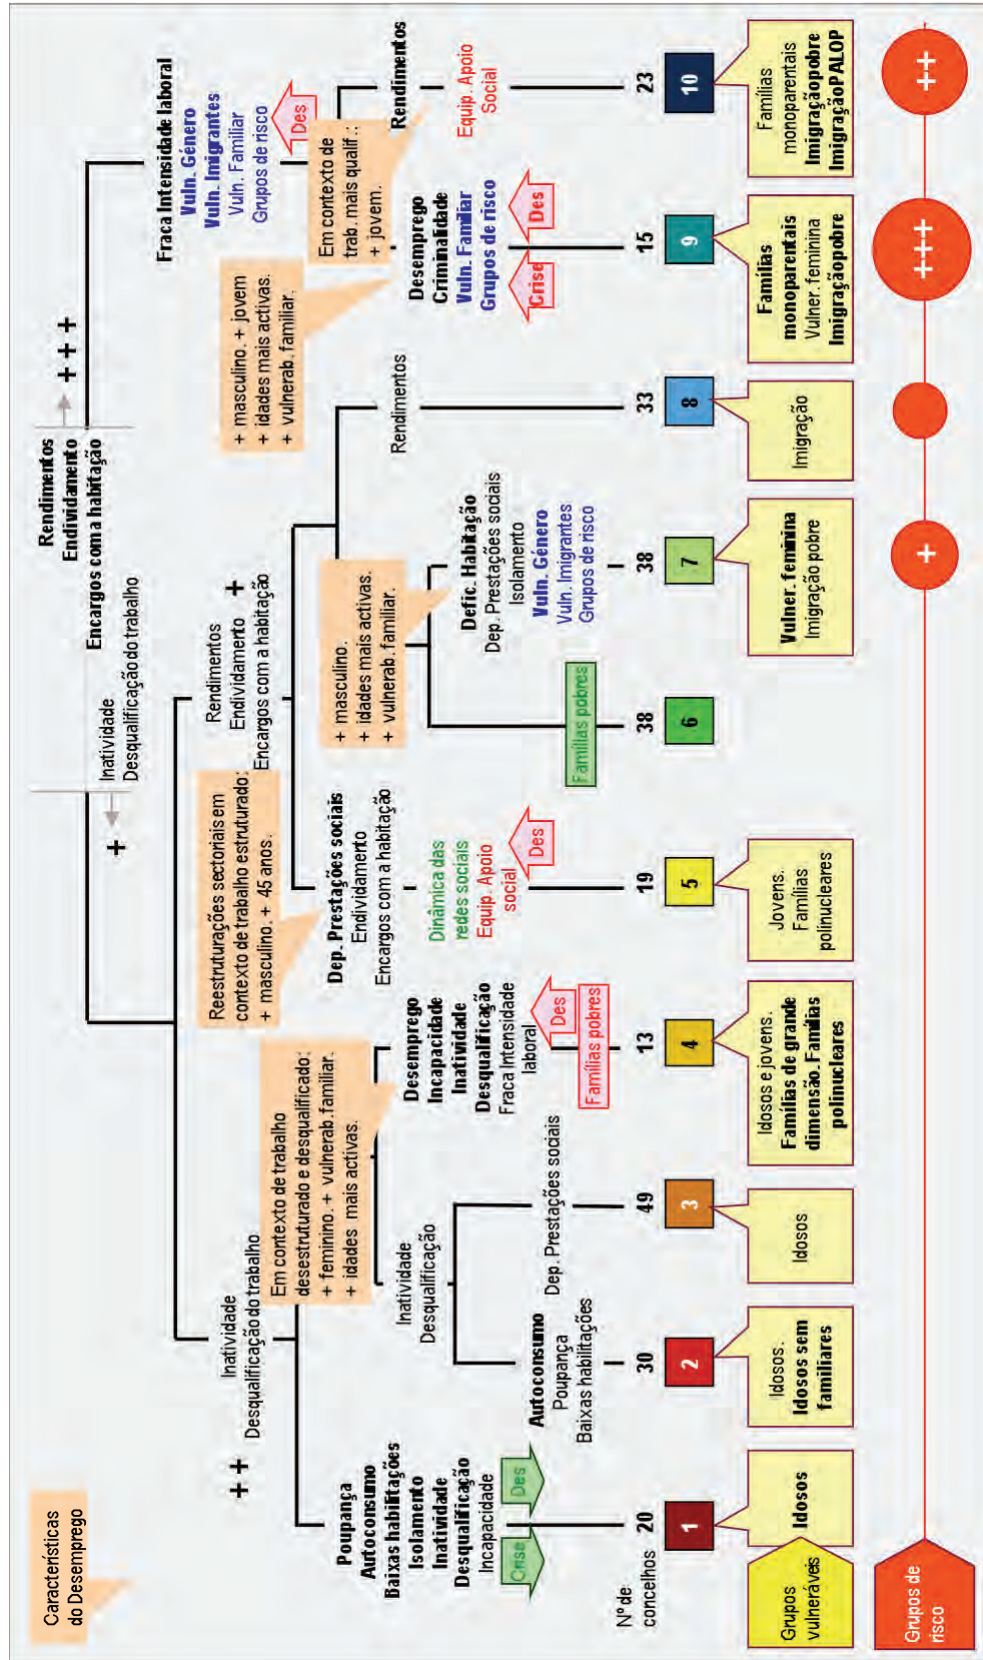 Características
do Desemprego
+
Inatividade
Desqualificação do trabalho
Rendimentos
Endividamento
Encargos com a habitação
+ + +
+ +
Inatividade
Desqualificação do trabalho
Rendimentos
Endividamento
Encargos com a habitação
+
Fraca Intensidade laboral
Vuln. Género
Vuln. Imigrantes
Vuln. Familiar
Grupos de risco
Des
Em contexto de trabalho
desestruturado e desqualificado:
+ feminino. + vulnerab. familiar.
+ idades mais activas.
Reestruturações sectoriais em
contexto de trabalho estruturado:
+ masculino. + 45 anos.
+ masculino.
+ idades mais activas.
+ vulnerab. familiar.
+ masculino. + jovem
+ idades mais activas.
+ vulnerab. familiar.
Em contexto de
trab. mais qualif.:
+ jovem.
Poupança
Autoconsumo
Baixas habilitações
Isolamento
Inatividade
Desqualificação
Incapacidade
Crise
Des
Inatividade
Desqualificação
Autoconsumo
Poupança
Baixas habilitações
Dep. Prestações sociais
Desemprego
Incapacidade
Inatividade
Desqualificação
Fraca Intensidade
laboral
Des
Famílias pobres
Dep. Prestações sociais
Endividamento
Encargos com a habitação
Dinâmica das
redes sociais
Equip. Apoio
social
Des
Famílias pobres
Defic. Habitação
Dep. Prestações sociais
Isolamento
Vuln. Género
Vuln. Imigrantes
Grupos de risco
Rendimentos
Desemprego
Criminalidade
Vuln. Familiar
Grupos de risco
Crise
Des
Rendimentos
Equip. Apoio
Social
Nº de
concelhos
20
30
49
13
19
38
38
33
15
23
1
2
3
4
5
6
7
8
9
10
Grupos
vulneráveis
Idosos
Idosos.
Idosos sem
familiares
Idosos
Idosos e jovens.
Famílias de grande
dimensão. Famílias
polinucleares
Jovens.
Famílias
polinucleares
Vulner. feminina
Imigração pobre
Imigração
Famílias
monoparentais
Vulner. feminina
Imigração pobre
Famílias
monoparentais
Imigração pobre
Imigração PALOP
Grupos de
risco
+
+++
++